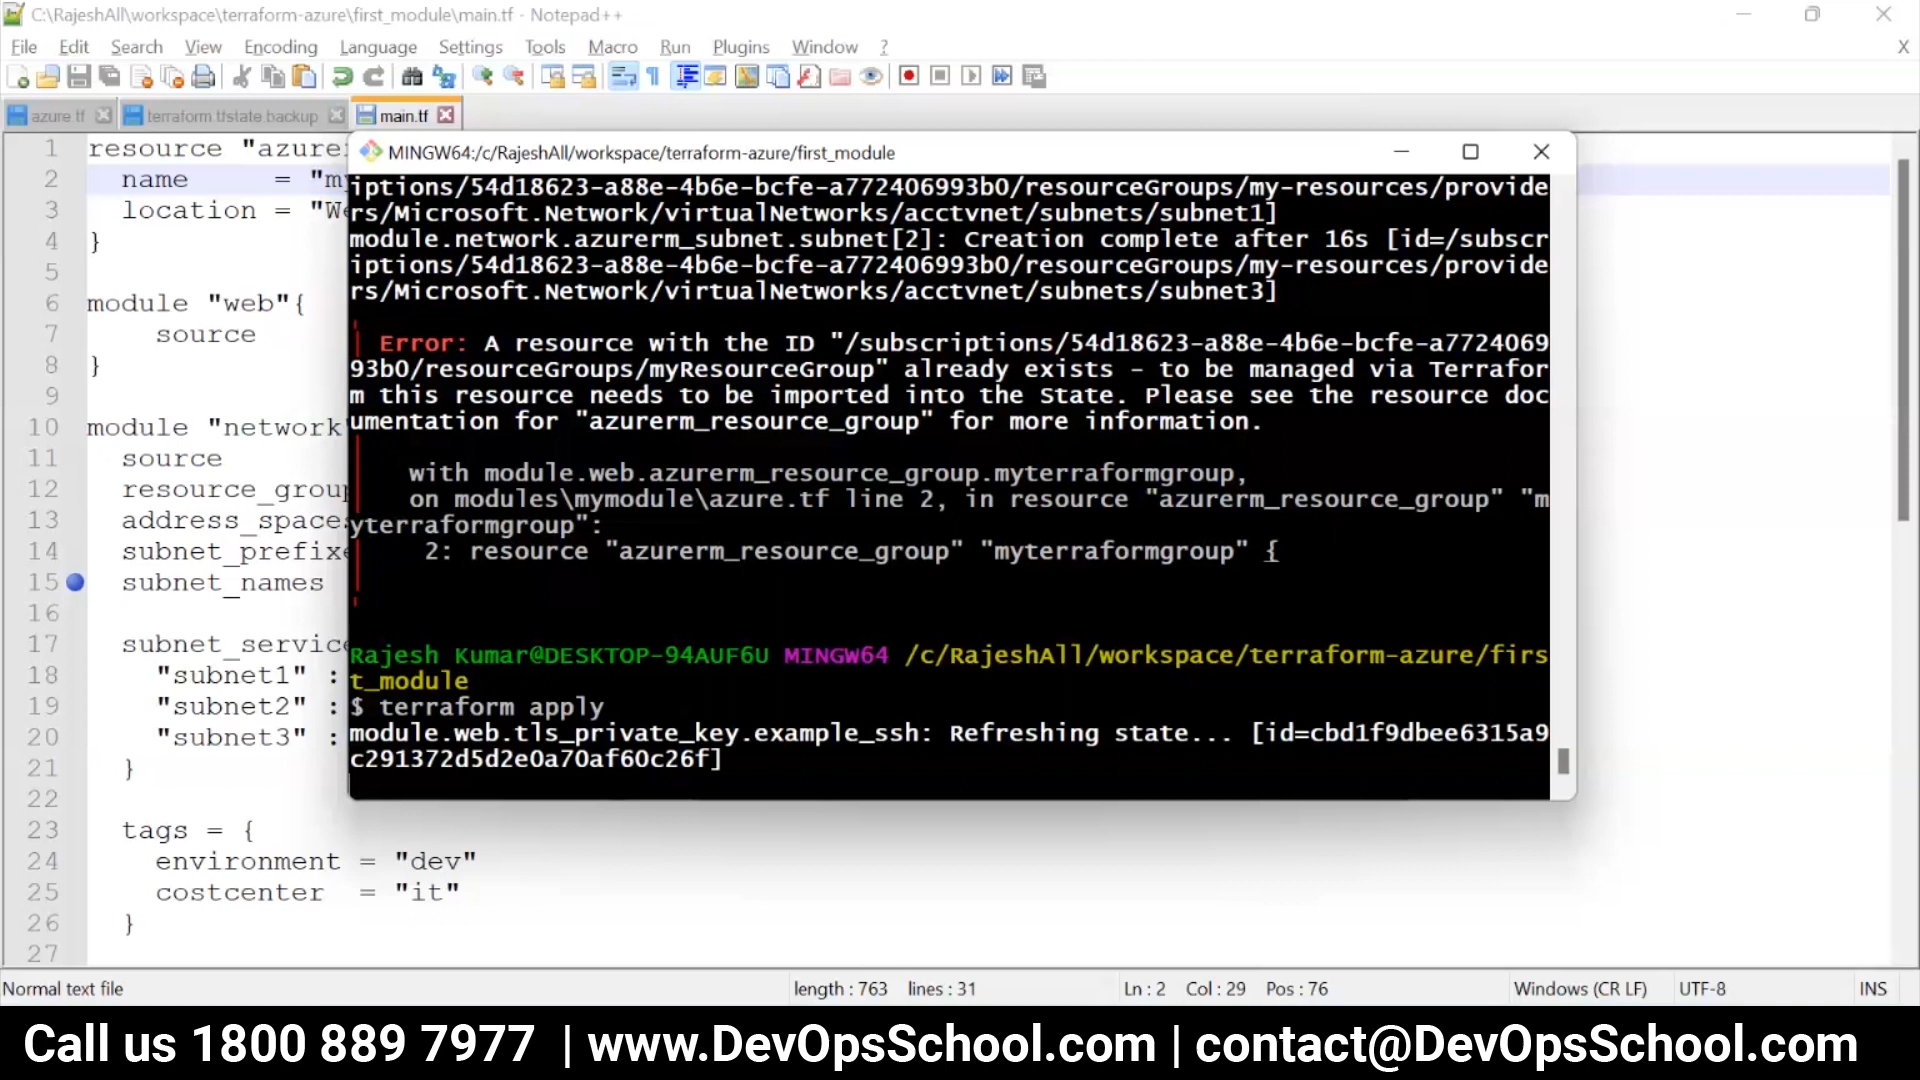 C:\RajeshAll\workspace\terraform-azure\first_module\main.tf - Notepad++
File Edit Search View Encoding Language Settings Tools Macro Run Plugins Window ? X
azure.tf terraform.tfstate.backup main.tf
1 resource "azure
2 name = "my
3 location = "We
4 }
5
6 module "web"{
7 source
8 }
9
10 module "network
11 source
12 resource_group
13 address_spaces
14 subnet_prefixe
15 subnet_names
16
17 subnet_service
18 "subnet1" :
19 "subnet2" :
20 "subnet3" :
21 }
22
23 tags = {
24 environment = "dev"
25 costcenter = "it"
26 }
27
MINGW64:/c/RajeshAll/workspace/terraform-azure/first_module
iptions/54d18623-a88e-4b6e-bcfe-a772406993b0/resourceGroups/my-resources/provide
rs/Microsoft.Network/virtualNetworks/acctvnet/subnets/subnet1]
module.network.azurerm_subnet.subnet[2]: Creation complete after 16s [id=/subscr
iptions/54d18623-a88e-4b6e-bcfe-a772406993b0/resourceGroups/my-resources/provide
rs/Microsoft.Network/virtualNetworks/acctvnet/subnets/subnet3]
Error: A resource with the ID "/subscriptions/54d18623-a88e-4b6e-bcfe-a7724069
93b0/resourceGroups/myResourceGroup" already exists - to be managed via Terrafor
m this resource needs to be imported into the State. Please see the resource doc
umentation for "azurerm_resource_group" for more information.
with module.web.azurerm_resource_group.myterraformgroup,
on modules\mymodule\azure.tf line 2, in resource "azurerm_resource_group" "m
yterraformgroup":
2: resource "azurerm_resource_group" "myterraformgroup" {
Rajesh Kumar@DESKTOP-94AUF6U MINGW64 /c/RajeshAll/workspace/terraform-azure/firs
t_module
$ terraform apply
module.web.tls_private_key.example_ssh: Refreshing state... [id=cbd1f9dbee6315a9
c291372d5d2e0a70af60c26f]
Normal text file length : 763 lines : 31 Ln : 2 Col : 29 Pos : 76 Windows (CR LF) UTF-8 INS
Call us 1800 889 7977 | www.DevOpsSchool.com | contact@DevOpsSchool.com